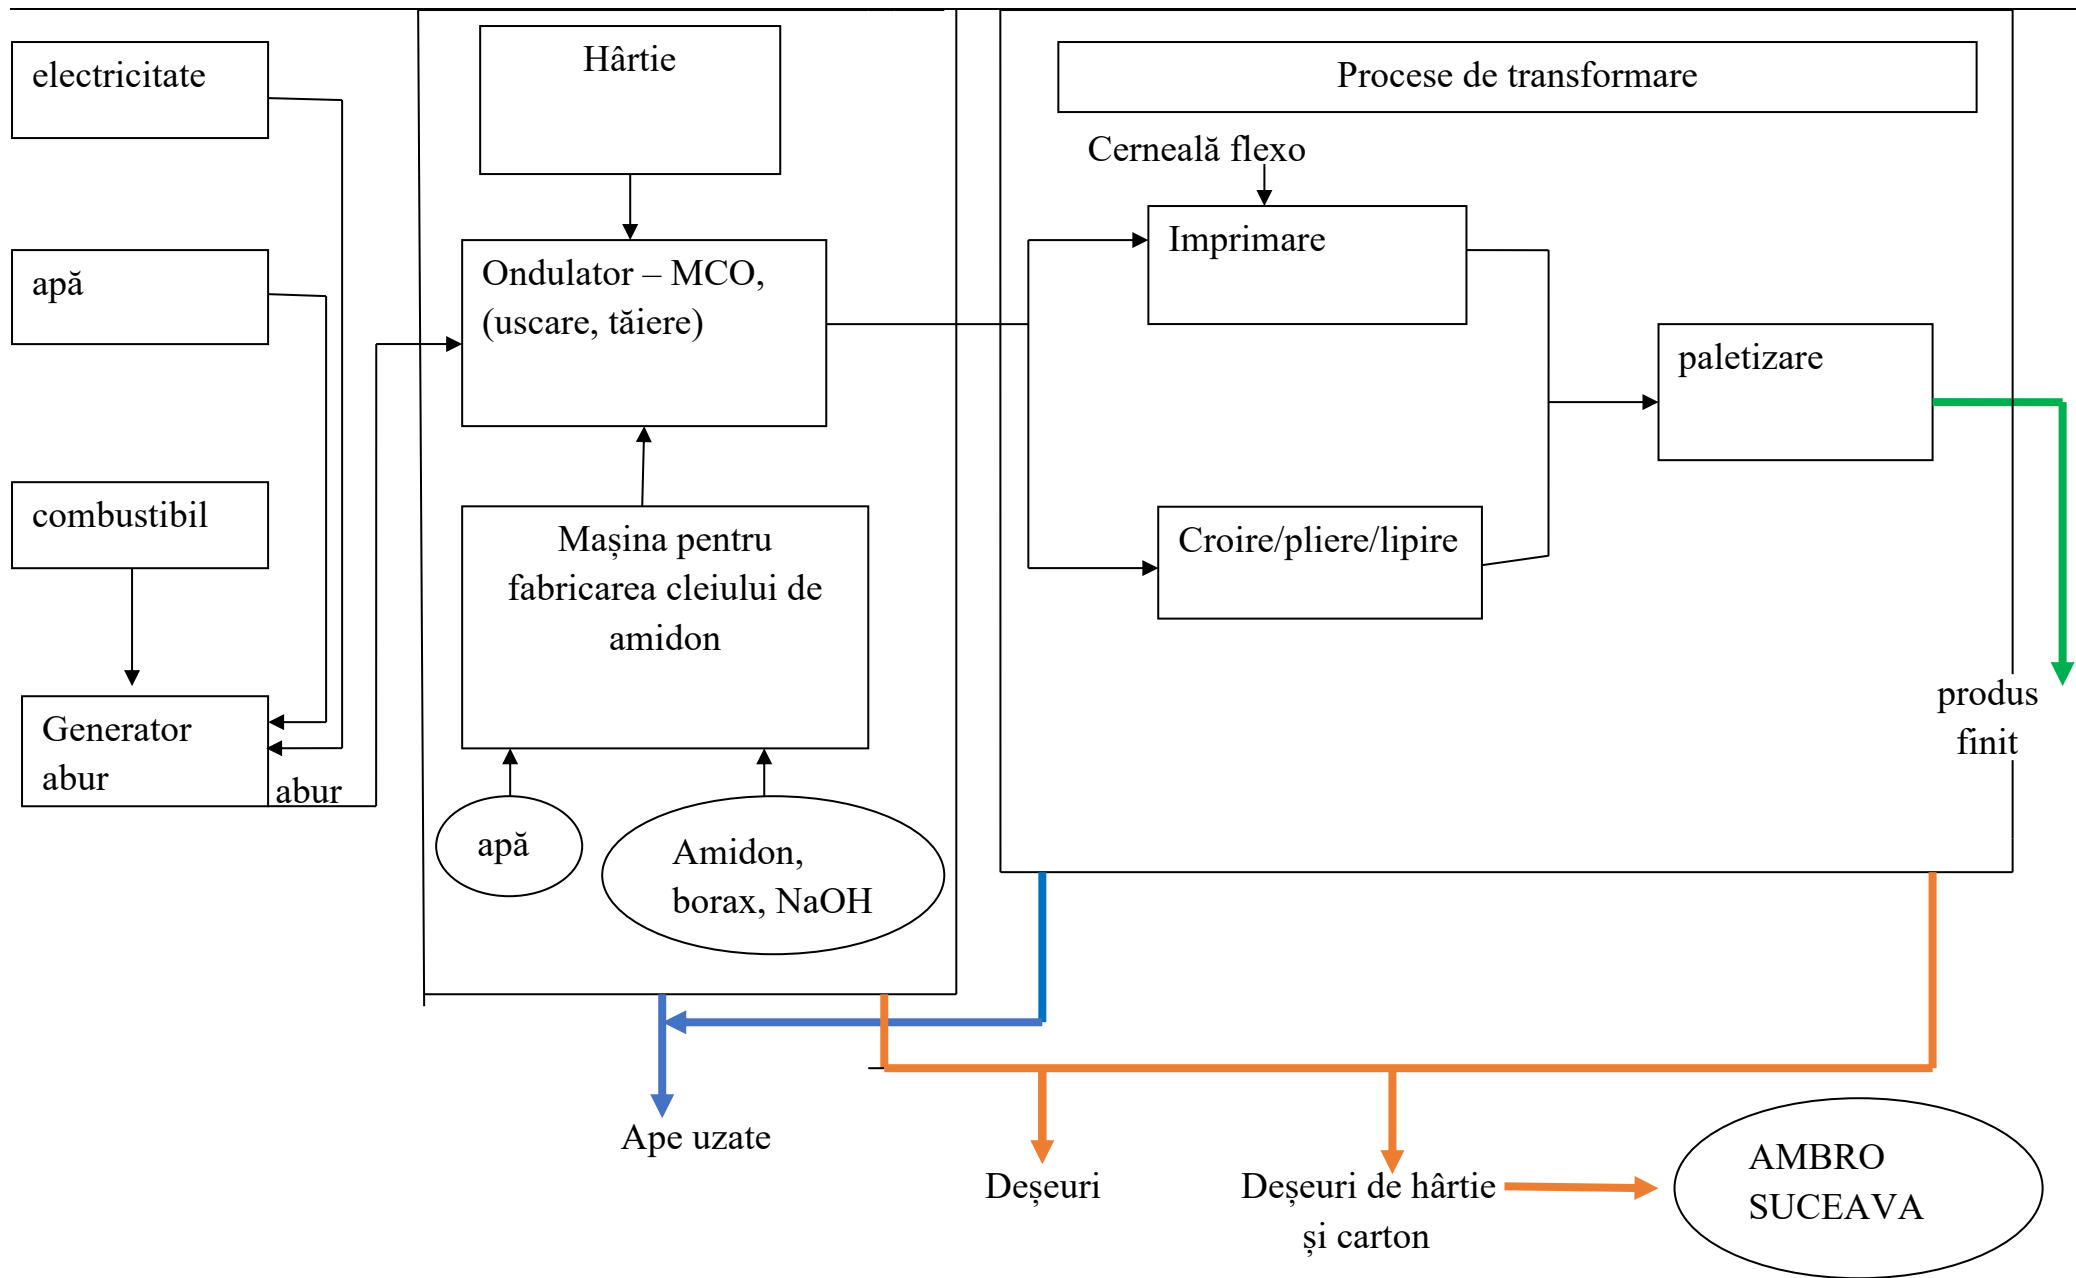 electricitate
apă
combustibil
Generator
abur
abur
Hârtie
Ondulator – MCO,
(uscare, tăiere)
Mașina pentru
fabricarea cleiului de
amidon
apă
Amidon,
borax, NaOH
Procese de transformare
Cerneală flexo
Imprimare
Croire/pliere/lipire
paletizare
produs
finit
Ape uzate
Deșeuri
Deșeuri de hârtie
și carton
AMBRO
SUCEAVA